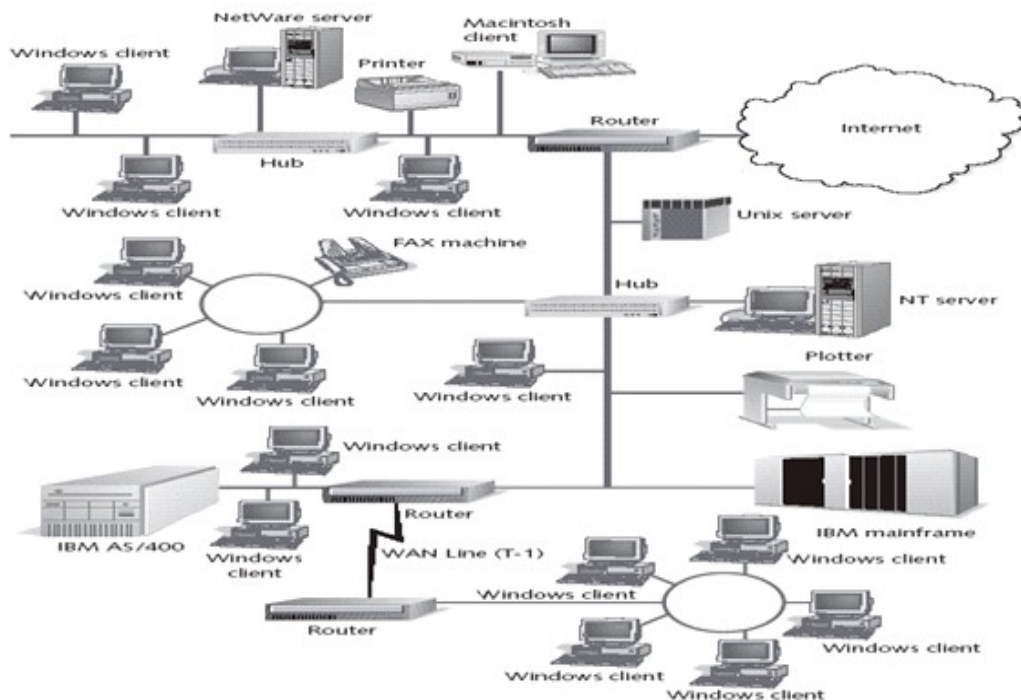 NetWare server
Macintosh
client
Windows client
Printer
Router
Internet
Hub
Windows client
Windows client
Unix server
FAX machine
Windows client
Hub
NT server
Plotter
Windows client
Windows client
Windows client
Windows client
Router
IBM mainframe
IBM AS/400
Windows
client
WAN Line (T-1)
Windows client
Windows client
Router
Windows client
Windows client
Windows client